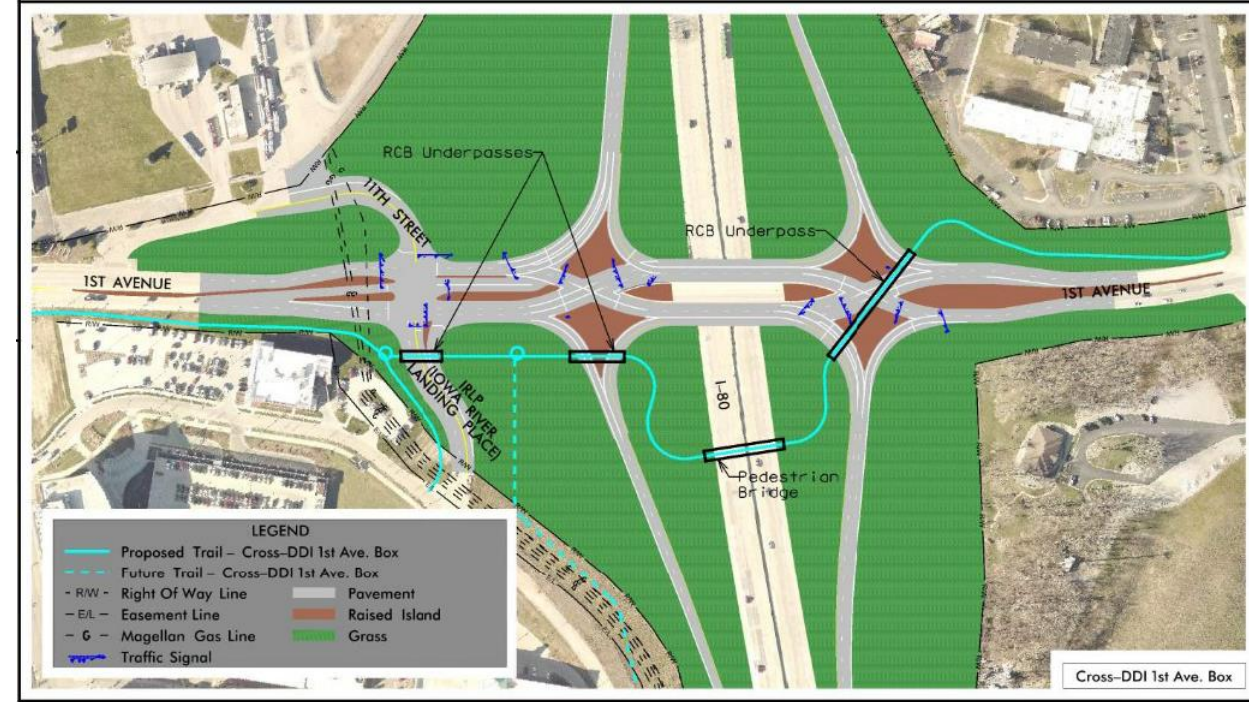 RCB Underpasses
11TH STREET
RCB Underpass
1ST AVENUE
1ST AVENUE
IRLP
(IOWA RIVER
LANDING PLACE)
I-80
Pedestrian
Bridge
LEGEND
Proposed Trail – Cross–DDI 1st Ave. Box
Future Trail – Cross–DDI 1st Ave. Box
- R/W - Right Of Way Line
Pavement
– E/L – Easement Line
Raised Island
– G – Magellan Gas Line
Grass
Traffic Signal
Cross–DDI 1st Ave. Box
R/W
R/W
R/W
R/W
R/W
R/W